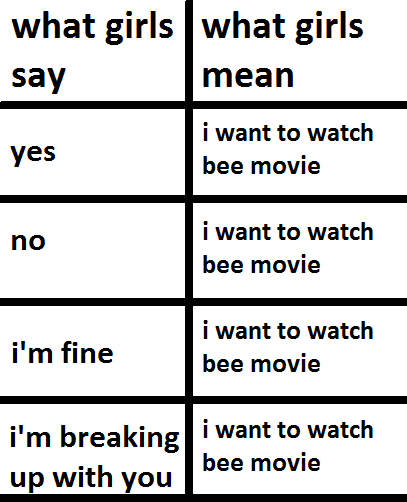 what girls
say
what girls
mean
yes
i want to watch
bee movie
no
i want to watch
bee movie
i'm fine
i want to watch
bee movie
i'm breaking
up with you
i want to watch
bee movie